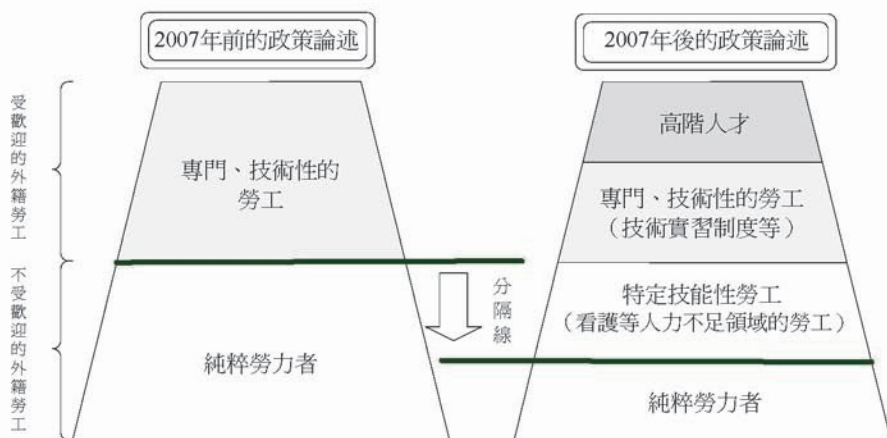 2007年前的政策論述
2007年後的政策論述
受歡迎的外籍勞工
不受歡迎的外籍勞工
專門、技術性的
勞工
純粹勞力者
分隔線
高階人才
專門、技術性的勞工
（技術實習制度等）
特定技能性勞工
（看護等人力不足領域的勞工）
純粹勞力者